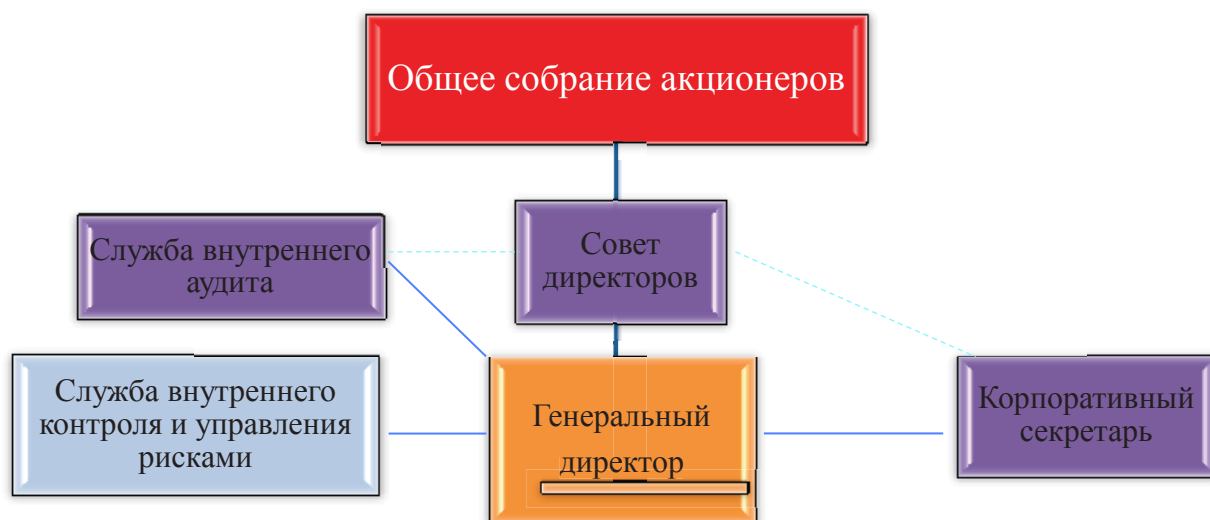 Общее собрание акционеров
Служба внутреннего
аудита
Совет
директоров
Служба внутреннего
контроля и управления
рисками
Генеральный
директор
Корпоративный
секретарь